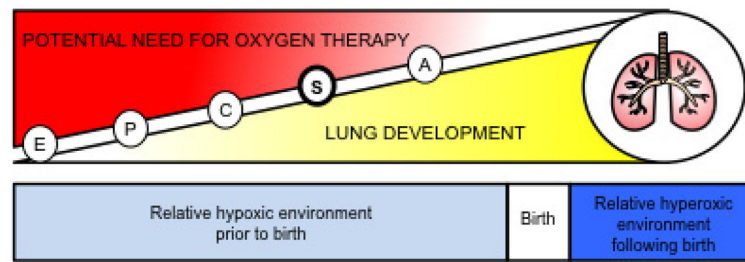 POTENTIAL NEED FOR OXYGEN THERAPY
E
P
C
S
A
LUNG DEVELOPMENT
Relative hypoxic environment
prior to birth
Birth
Relative hyperoxic
environment
following birth